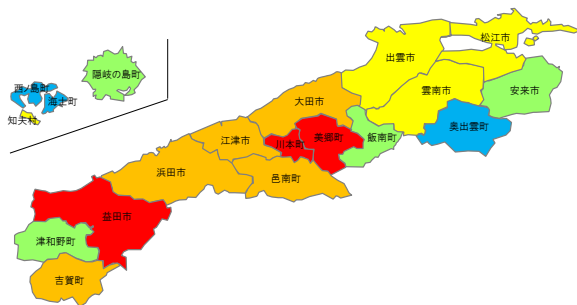 松江市
出雲市
隠岐の島町
西ノ島町
海士町
知夫村
安来市
雲南市
奥出雲町
大田市
飯南町
美郷町
川本町
江津市
邑南町
浜田市
益田市
津和野町
吉賀町